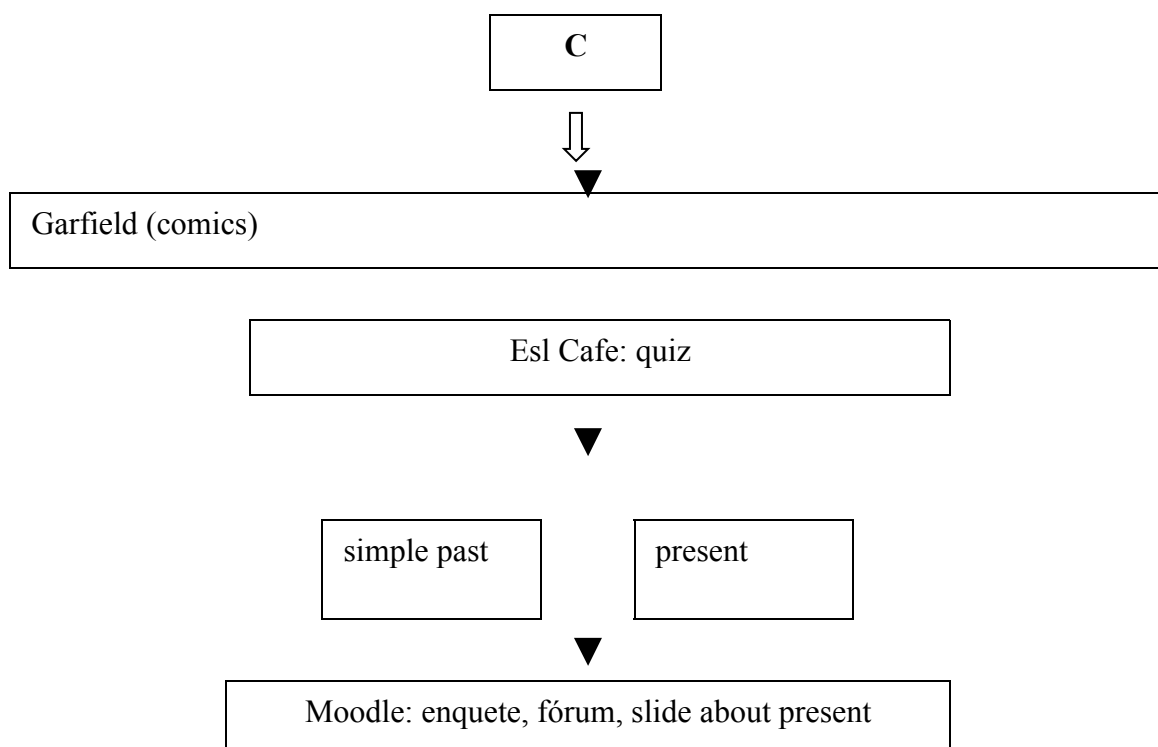 C
Garfield (comics)
Esl Cafe: quiz
simple past
present
Moodle: enquete, fórum, slide about present